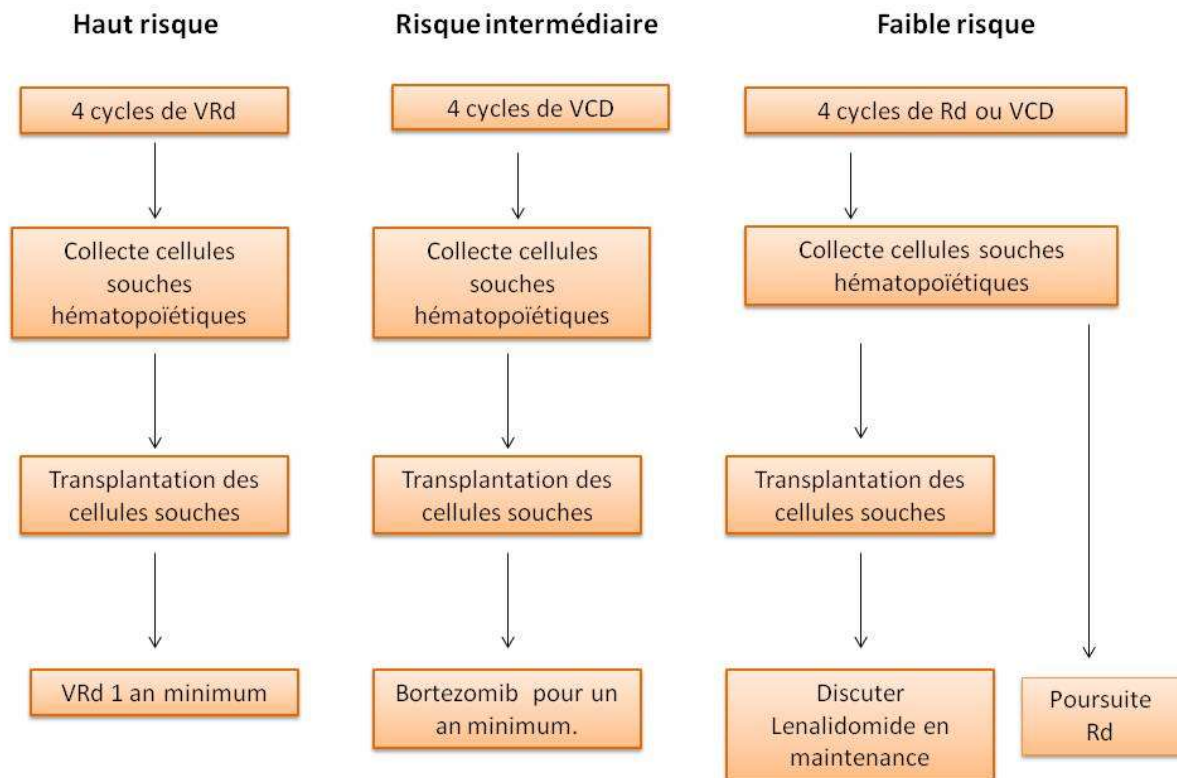 Haut risque
4 cycles de VRd
Collecte cellules
souches
hématopoïétiques
Transplantation des
cellules souches
VRd 1 an minimum
Risque intermédiaire
4 cycles de VCD
Collecte cellules
souches
hématopoïétiques
Transplantation des
cellules souches
Bortezomib pour un
an minimum.
Faible risque
4 cycles de Rd ou VCD
Collecte cellules souches
hématopoïétiques
Transplantation des
cellules souches
Discuter
Lenalidomide en
maintenance
Poursuite
Rd